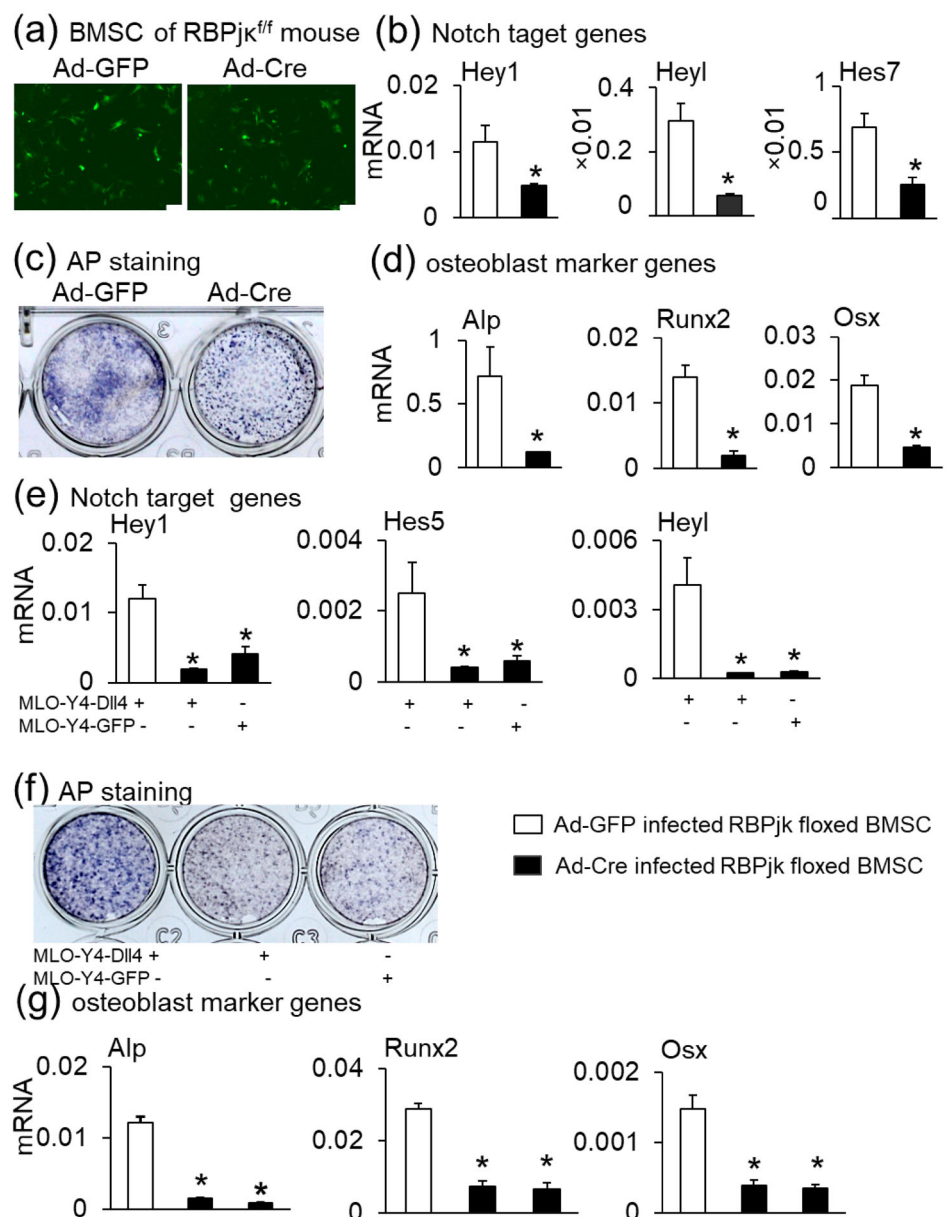 (a) BMSC of RBPjκf/f mouse
Ad-GFP Ad-Cre
(b) Notch taget genes
Hey1 Heyl Hes7
mRNA
0.02
0.01
0
×0.01
0.4
0.2
0
*
×0.01
1
0.5
0
*
*
(c) AP staining
Ad-GFP Ad-Cre
3
(d) osteoblast marker genes
Alp Runx2 Osx
mRNA
1
0.5
0
*
0.01
0
*
0.03
0.02
0.01
0
*
(e) Notch target genes
Hey1 Hes5 Heyl
mRNA
0.02
0.01
0
* *
0.004
0.002
0
* *
0.006
0.003
0
* *
MLO-Y4-Dll4 + + - + + - + + -
MLO-Y4-GFP - - + - - + - - +
(f) AP staining
C2 C3
MLO-Y4-Dll4 + + -
MLO-Y4-GFP - - +
Ad-GFP infected RBPjk floxed BMSC
Ad-Cre infected RBPjk floxed BMSC
(g) osteoblast marker genes
Alp Runx2 Osx
mRNA
0.02
0.01
0
* *
0.04
0.02
0
* *
0.002
0.001
0
* *